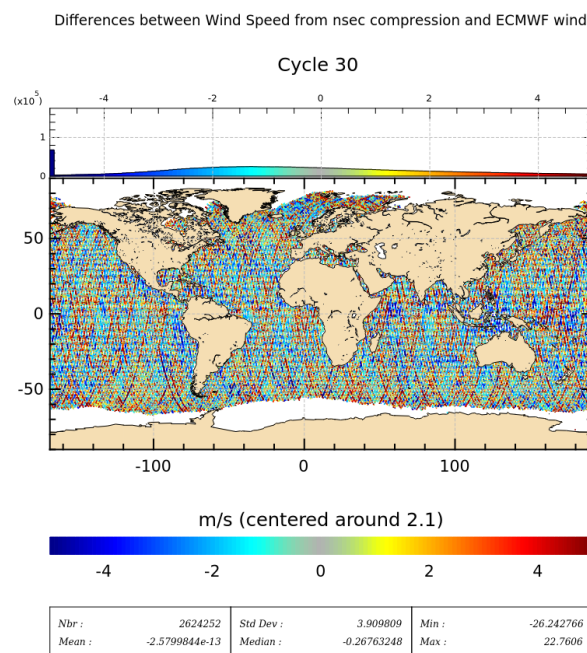 Differences between Wind Speed from nsec compression and ECMWF wind
Cycle 30
-4 -2 0 2 4
(x10^5)
1
0
50
0
-50
-100 0 100
m/s (centered around 2.1)
-4 -2 0 2 4
Nbr : 2624252 Std Dev : 3.909809 Min : -26.242766
Mean : -2.5799844e-13 Median : -0.26763248 Max : 22.7606